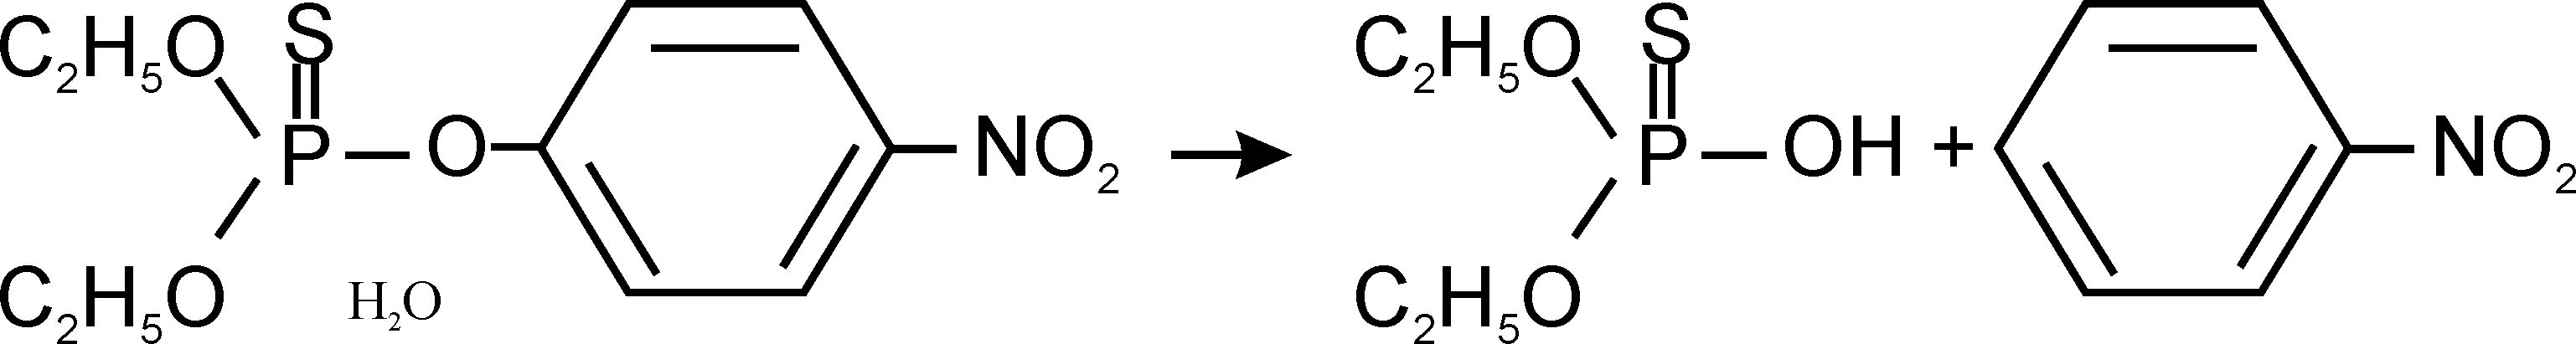 C₂H₅O S C₂H₅O S
P O NO₂ P OH + NO₂
C₂H₅O H₂O C₂H₅O